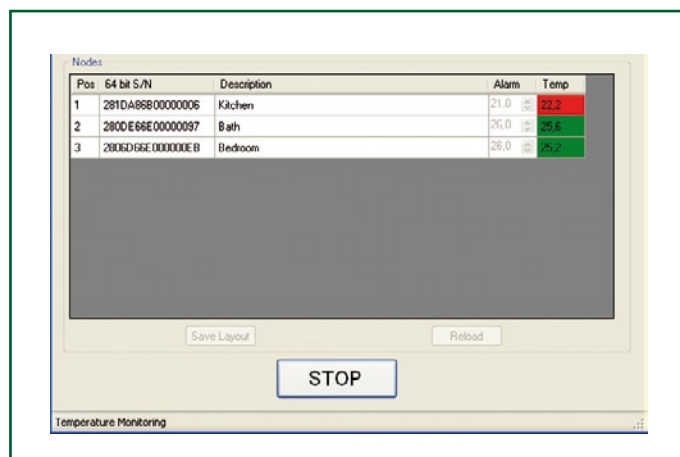 Nodes
Pos 64 bit S/N Description Alarm Temp
1 281DA86B00000006 Kitchen 21,0 22,2
2 280DE66E00000097 Bath 26,0 25,6
3 2806D66E000000EB Bedroom 26,0 25,2
Save Layout Reload
STOP
Temperature Monitoring